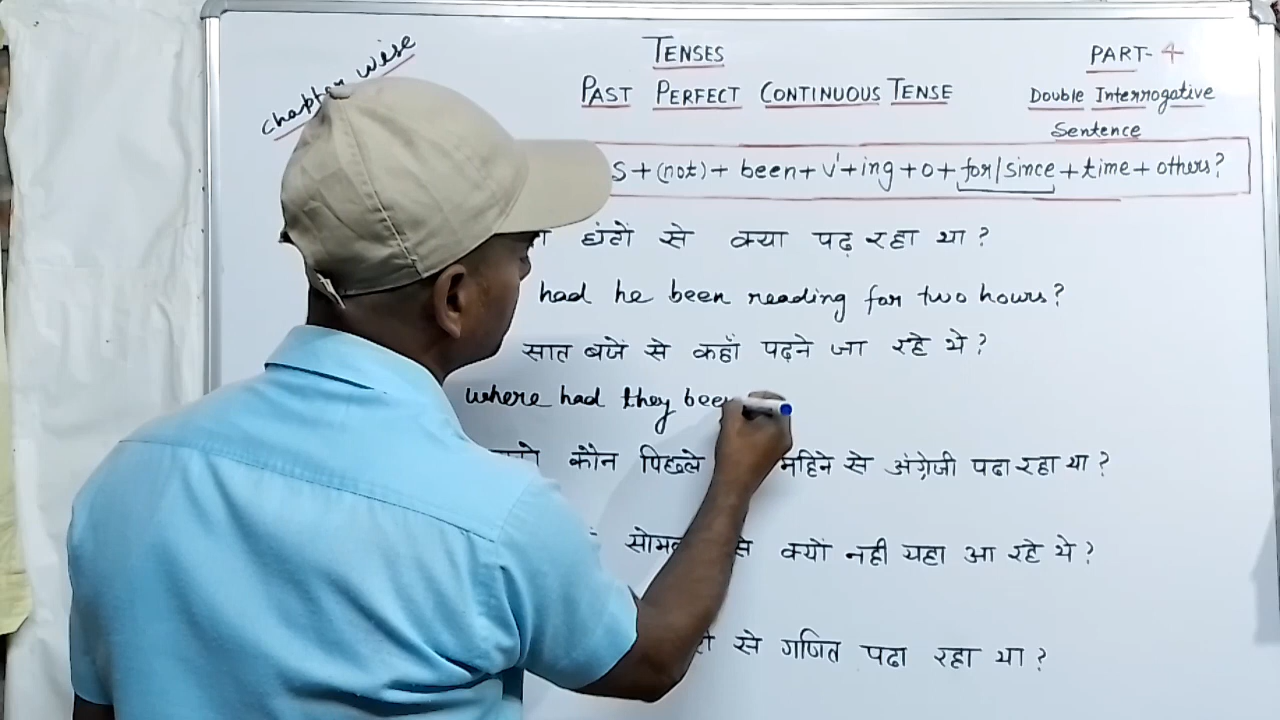 chapter wise
TENSES
PAST PERFECT CONTINUOUS TENSE
PART-4
Double Interrogative
Sentence
S+(not)+ been+v¹+ing+o+for/since+time+others?
घंटों से क्या पढ़ रहा था?
had he been reading for two hours?
सात बजें से कहाँ पढ़ने जा रहे थे?
where had they been
कौन पिछले महिने से अंग्रेजी पढा रहा था?
से क्यों नही यहा आ रहे थे?
से गणित पढा रहा था?